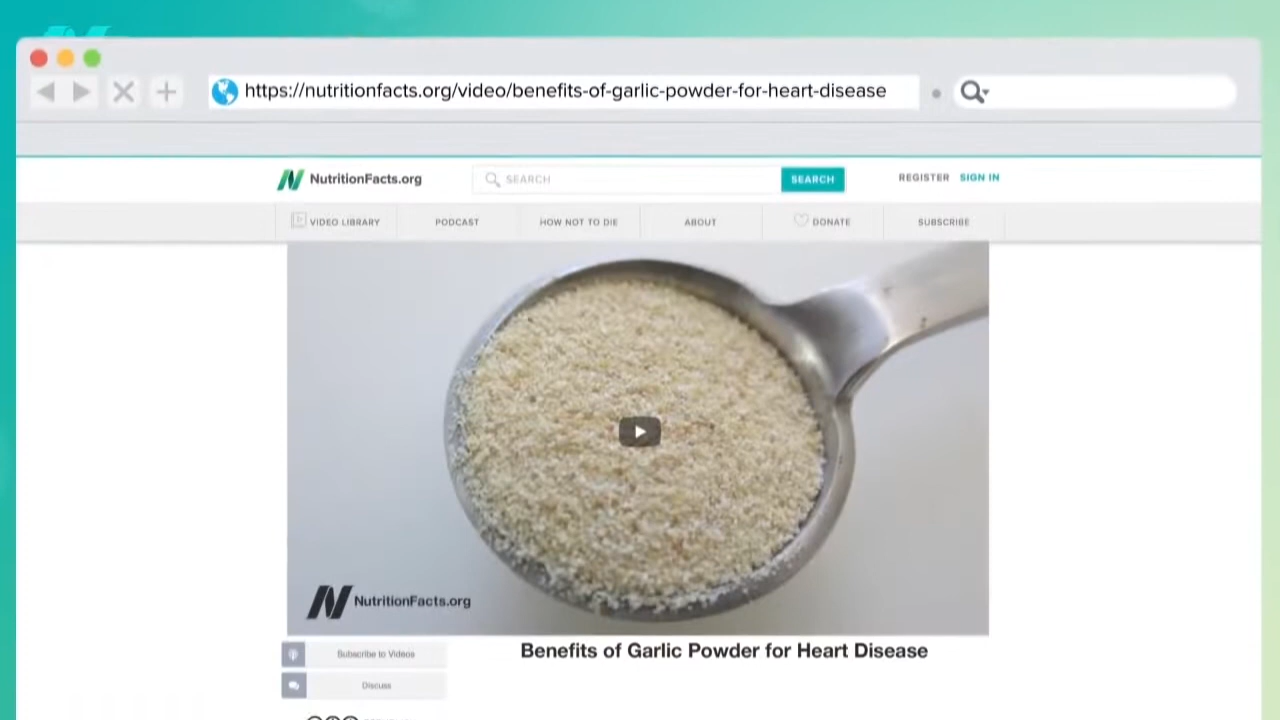 https://nutritionfacts.org/video/benefits-of-garlic-powder-for-heart-disease
NutritionFacts.org
SEARCH
SEARCH
REGISTER SIGN IN
VIDEO LIBRARY
PODCAST
HOW NOT TO DIE
ABOUT
DONATE
SUBSCRIBE
NutritionFacts.org
Subscribe to Videos
Benefits of Garlic Powder for Heart Disease
Discuss